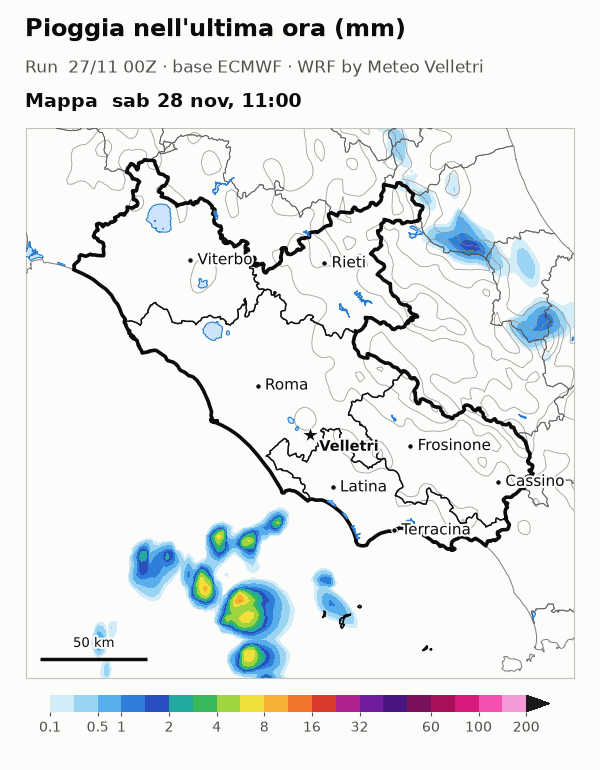 Pioggia nell'ultima ora (mm)
Run 27/11 00Z · base ECMWF · WRF by Meteo Velletri
Mappa sab 28 nov, 11:00
Viterbo
Rieti
Roma
Velletri
Frosinone
Latina
Cassino
Terracina
50 km
0.1 0.5 1 2 4 8 16 32 60 100 200